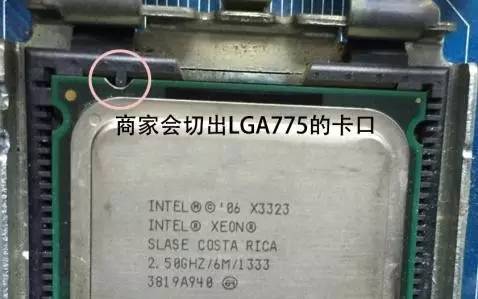 商家会切出LGA775的卡口
INTEL®©'06 X3323
INTEL® XEON®
SLASE COSTA RICA
2.50GHZ/6M/1333
3819A940 e4